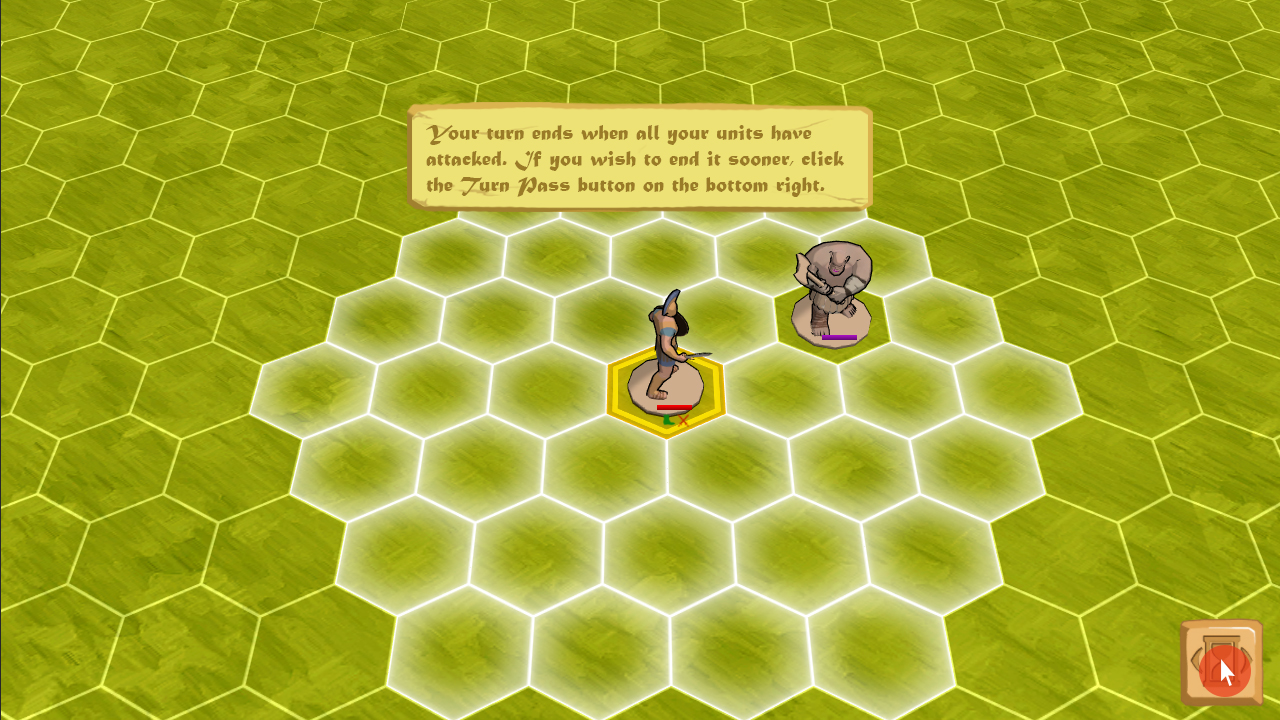 Your turn ends when all your units have
attacked. If you wish to end it sooner, click
the Turn Pass button on the bottom right.